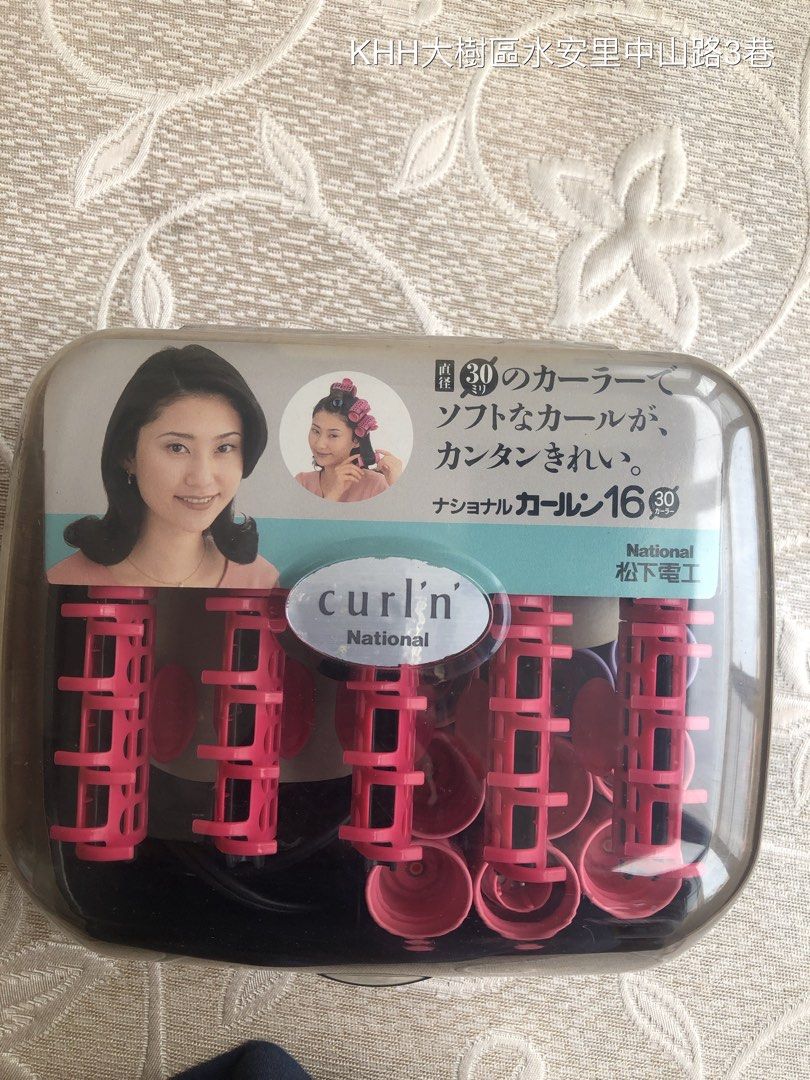 KHH大樹區水安里中山路3巷
直径30ミリのカーラーで
ソフトなカールが、
カンタンきれい。
ナショナル カールン16 30カーラー
National
松下電工
curl'n'
National